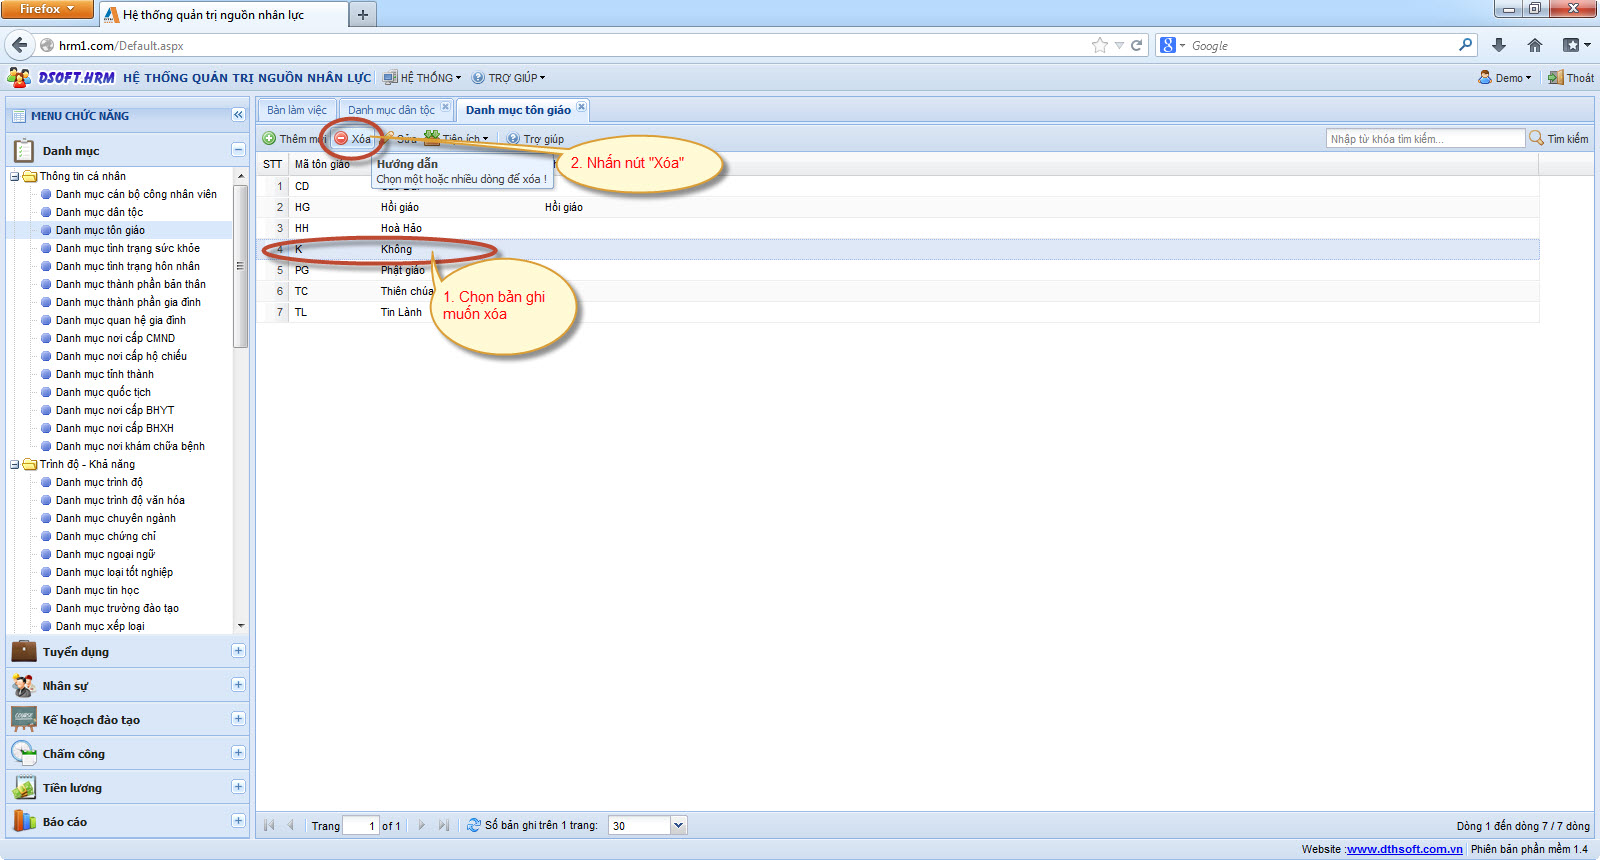 Firefox
Hệ thống quản trị nguồn nhân lực
hrm1.com/Default.aspx
Google
DSOFT.HRM HỆ THỐNG QUẢN TRỊ NGUỒN NHÂN LỰC HỆ THỐNG TRỢ GIÚP Demo Thoát
MENU CHỨC NĂNG
Danh mục
Thông tin cá nhân
Danh mục cán bộ công nhân viên
Danh mục dân tộc
Danh mục tôn giáo
Danh mục tình trạng sức khỏe
Danh mục tình trạng hôn nhân
Danh mục thành phần bản thân
Danh mục thành phần gia đình
Danh mục quan hệ gia đình
Danh mục nơi cấp CMND
Danh mục nơi cấp hộ chiếu
Danh mục tỉnh thành
Danh mục quốc tịch
Danh mục nơi cấp BHYT
Danh mục nơi cấp BHXH
Danh mục nơi khám chữa bệnh
Trình độ - Khả năng
Danh mục trình độ
Danh mục trình độ văn hóa
Danh mục chuyên ngành
Danh mục chứng chỉ
Danh mục ngoại ngữ
Danh mục loại tốt nghiệp
Danh mục tin học
Danh mục trường đào tạo
Danh mục xếp loại
Tuyển dụng
Nhân sự
Kế hoạch đào tạo
COURSE
Chấm công
Tiền lương
Báo cáo
Bàn làm việc Danh mục dân tộc Danh mục tôn giáo
Thêm mới Xóa Sửa Tiện ích Trợ giúp
Nhập từ khóa tìm kiếm... Tìm kiếm
STT Mã tôn giáo
Hướng dẫn
Chọn một hoặc nhiều dòng để xóa !
2. Nhấn nút "Xóa"
1 CD
2 HG Hồi giáo Hồi giáo
3 HH Hoà Hảo
4 K Không
5 PG Phật giáo
6 TC Thiên chúa
7 TL Tin Lành
1. Chọn bản ghi
muốn xóa
Trang 1 of 1 Số bản ghi trên 1 trang: 30
Dòng 1 đến dòng 7 / 7 dòng
Website :www.dthsoft.com.vn Phiên bản phần mềm 1.4